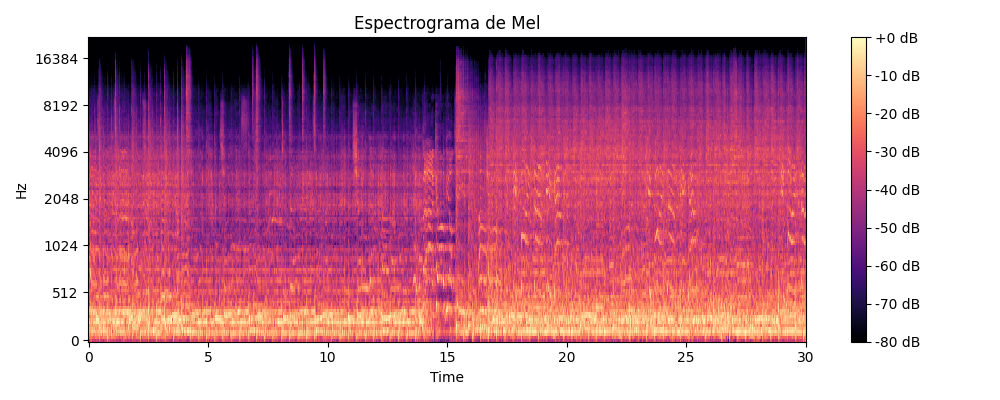 Espectrograma de Mel
Hz
16384
8192
4096
2048
1024
512
0
0 5 10 15 20 25 30
Time
+0 dB
-10 dB
-20 dB
-30 dB
-40 dB
-50 dB
-60 dB
-70 dB
-80 dB